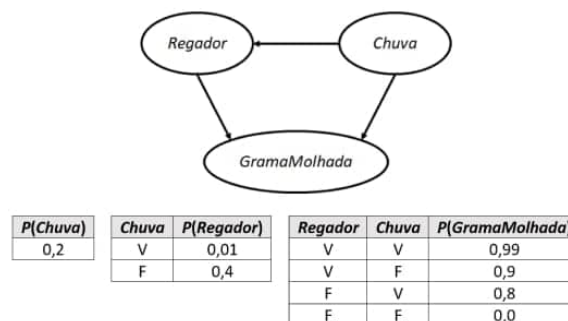 Regador
Chuva
GramaMolhada
P(Chuva)
0,2
Chuva P(Regador)
V 0,01
F 0,4
Regador Chuva P(GramaMolhada)
V V 0,99
V F 0,9
F V 0,8
F F 0,0